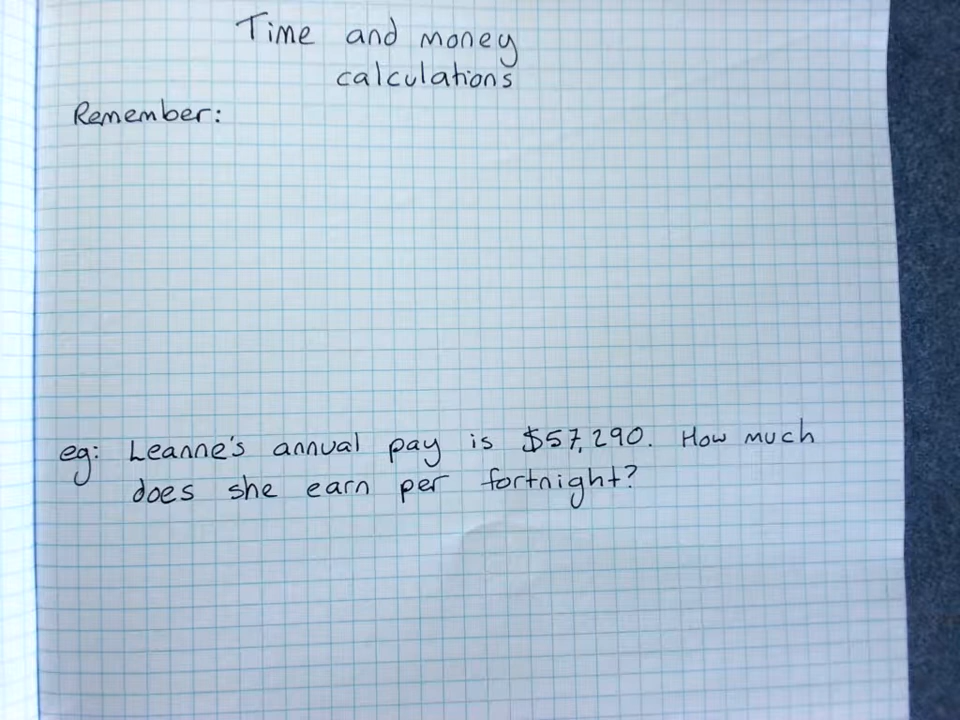 Time and money
calculations
Remember:
eg: Leanne's annual pay is $57,290. How much
does she earn per fortnight?